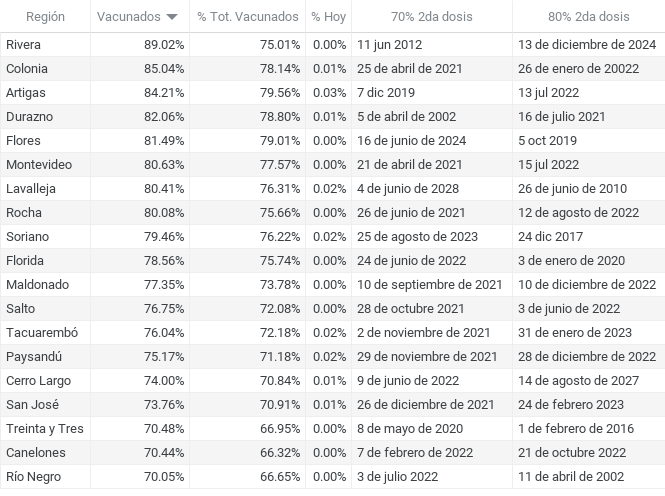 Región Vacunados % Tot. Vacunados % Hoy 70% 2da dosis 80% 2da dosis
Rivera 89.02% 75.01% 0.00% 11 jun 2012 13 de diciembre de 2024
Colonia 85.04% 78.14% 0.01% 25 de abril de 2021 26 de enero de 20022
Artigas 84.21% 79.56% 0.03% 7 dic 2019 13 jul 2022
Durazno 82.06% 78.80% 0.01% 5 de abril de 2002 16 de julio 2021
Flores 81.49% 79.01% 0.00% 16 de junio de 2024 5 oct 2019
Montevideo 80.63% 77.57% 0.00% 21 de abril de 2021 15 jul 2022
Lavalleja 80.41% 76.31% 0.02% 4 de junio de 2028 26 de junio de 2010
Rocha 80.08% 75.66% 0.00% 26 de junio de 2021 12 de agosto de 2022
Soriano 79.46% 76.22% 0.02% 25 de agosto de 2023 24 dic 2017
Florida 78.56% 75.74% 0.00% 24 de junio de 2022 3 de enero de 2020
Maldonado 77.35% 73.78% 0.00% 10 de septiembre de 2021 10 de diciembre de 2022
Salto 76.75% 72.08% 0.00% 28 de octubre 2021 3 de junio de 2022
Tacuarembó 76.04% 72.18% 0.02% 2 de noviembre de 2021 31 de enero de 2023
Paysandú 75.17% 71.18% 0.02% 29 de noviembre de 2021 28 de diciembre de 2022
Cerro Largo 74.00% 70.84% 0.01% 9 de junio de 2022 14 de agosto de 2027
San José 73.76% 70.91% 0.01% 26 de diciembre de 2021 24 de febrero 2023
Treinta y Tres 70.48% 66.95% 0.00% 8 de mayo de 2020 1 de febrero de 2016
Canelones 70.44% 66.32% 0.00% 7 de febrero de 2022 21 de octubre 2022
Río Negro 70.05% 66.65% 0.00% 3 de julio 2022 11 de abril de 2002